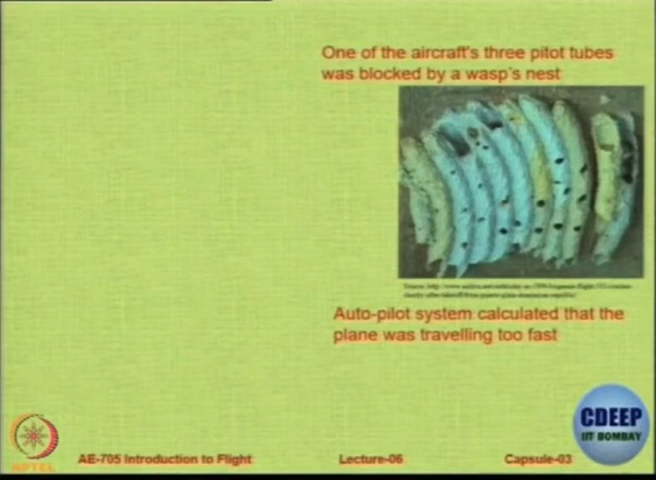 One of the aircraft's three pitot tubes
was blocked by a wasp's nest
Auto-pilot system calculated that the
plane was travelling too fast
CDEEP
IIT BOMBAY
NPTEL
AE-705 Introduction to Flight Lecture-06 Capsule-03